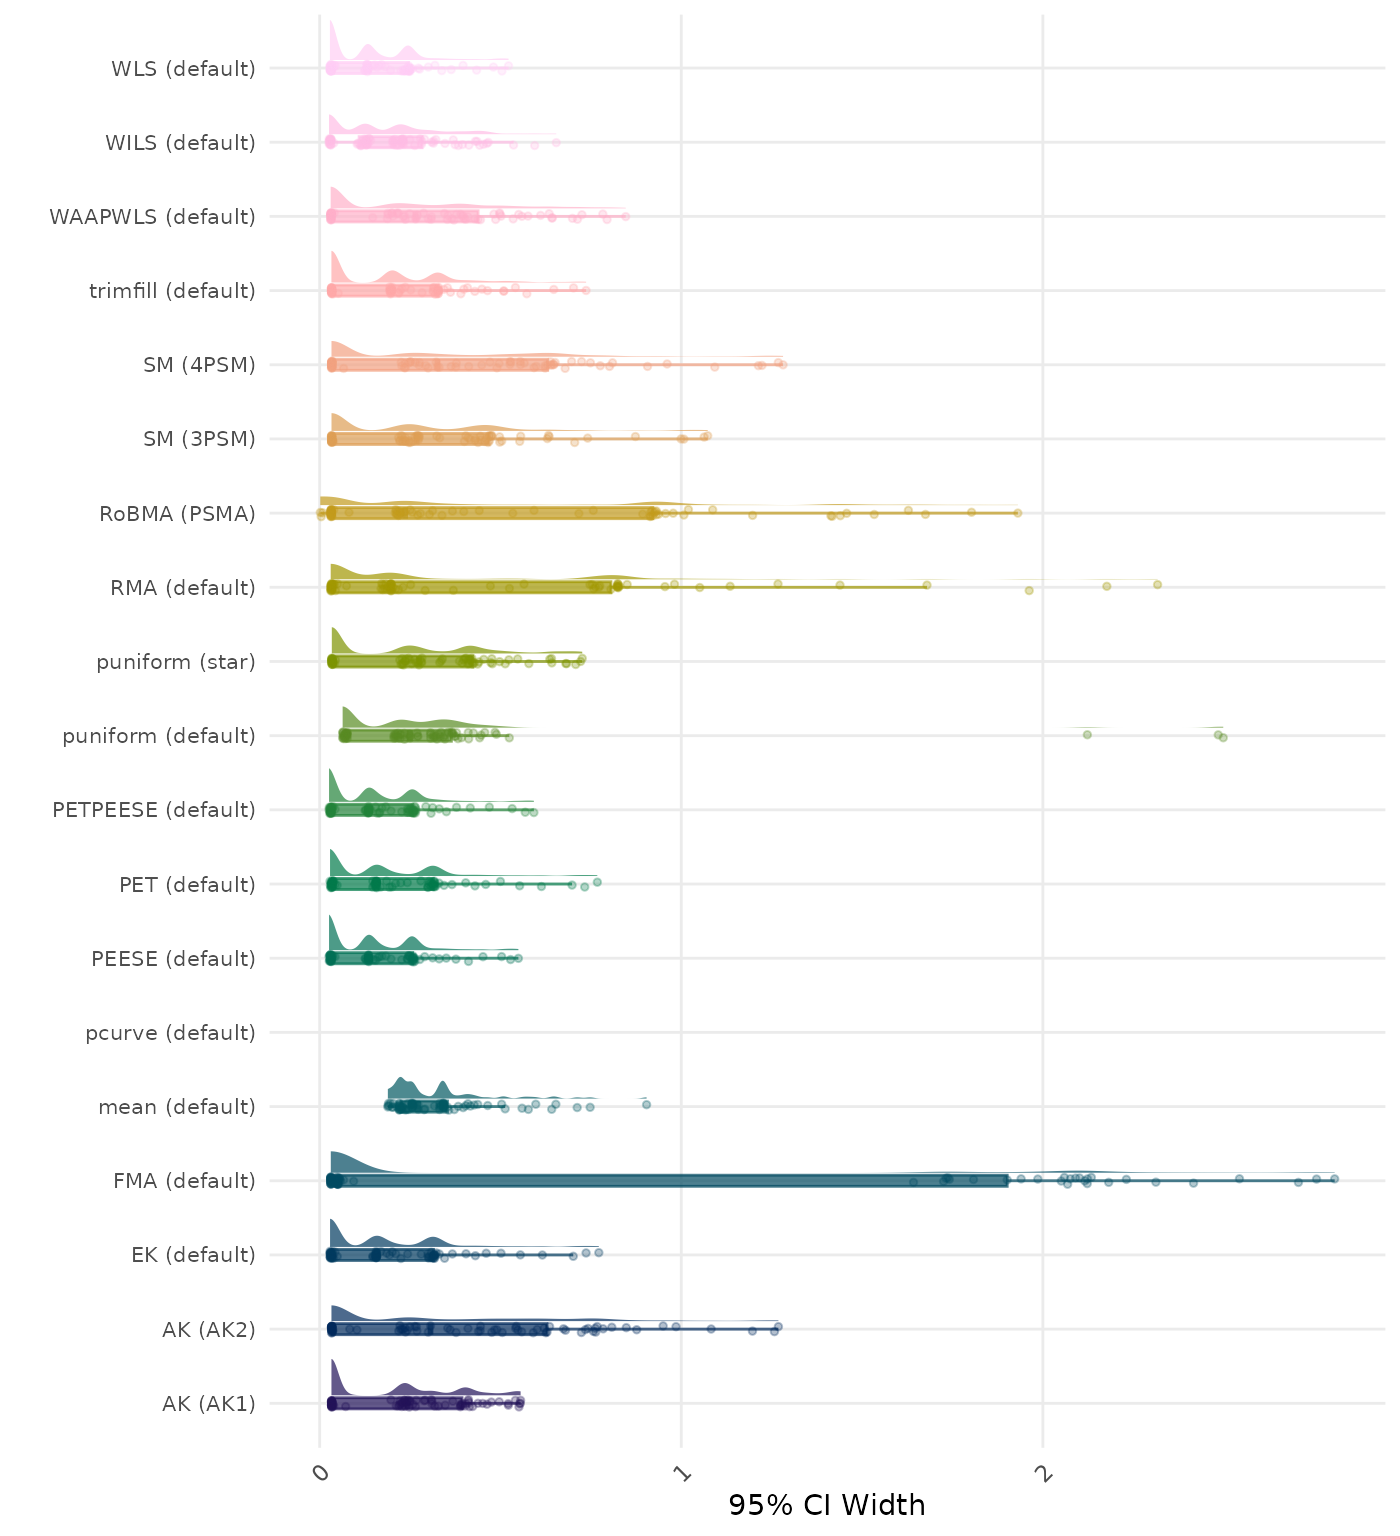 WLS (default)
WILS (default)
WAAPWLS (default)
trimfill (default)
SM (4PSM)
SM (3PSM)
RoBMA (PSMA)
RMA (default)
puniform (star)
puniform (default)
PETPEESE (default)
PET (default)
PEESE (default)
pcurve (default)
mean (default)
FMA (default)
EK (default)
AK (AK2)
AK (AK1)
0 1 2
95% CI Width